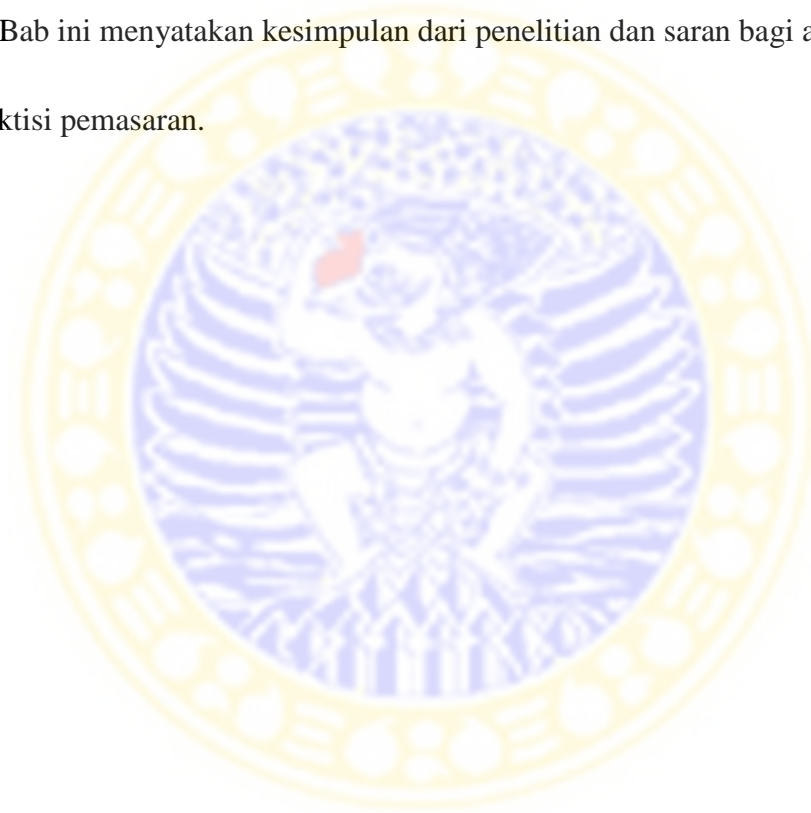 Bab ini menyatakan kesimpulan dari penelitian dan saran bagi a
ktisi pemasaran.